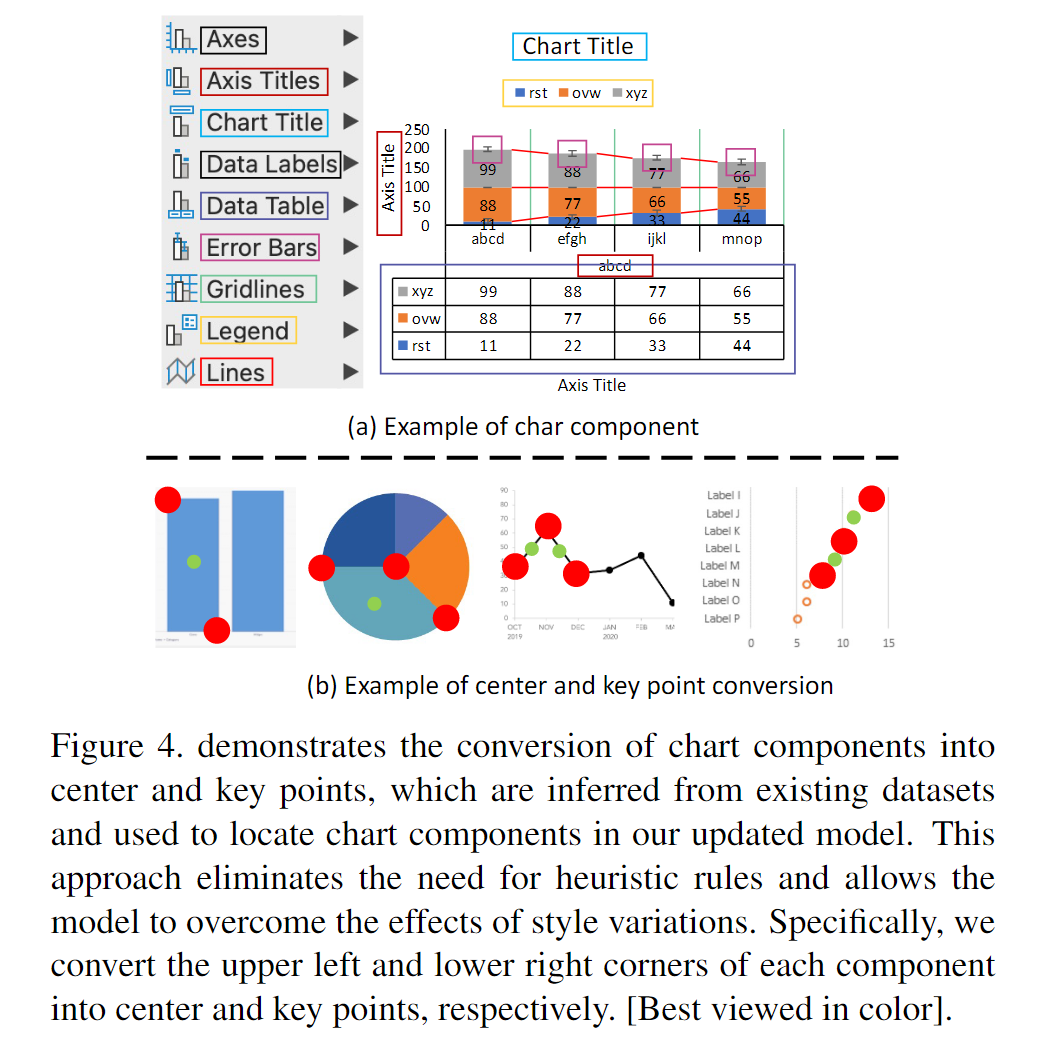 Axes
Axis Titles
Chart Title
Data Labels
Data Table
Error Bars
Gridlines
Legend
Lines
Chart Title
rst ovw xyz
Axis Title
250
200
150
100
50
0
99 88 77 66
88 77 66 55
11 22 33 44
abcd efgh ijkl mnop
abcd
xyz 99 88 77 66
ovw 88 77 66 55
rst 11 22 33 44
Axis Title
(a) Example of char component
90
80
70
60
50
40
30
20
10
0
OCT NOV DEC JAN FEB MA
2019 2020
Label I
Label J
Label K
Label L
Label M
Label N
Label O
Label P
0 5 10 15
(b) Example of center and key point conversion
Figure 4. demonstrates the conversion of chart components into
center and key points, which are inferred from existing datasets
and used to locate chart components in our updated model. This
approach eliminates the need for heuristic rules and allows the
model to overcome the effects of style variations. Specifically, we
convert the upper left and lower right corners of each component
into center and key points, respectively. [Best viewed in color].